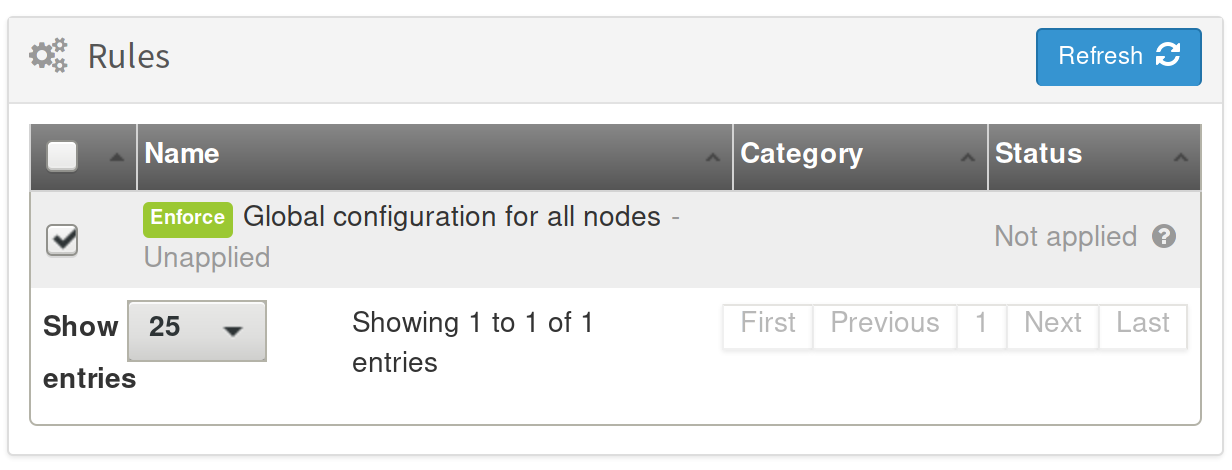 Rules
Refresh
Name Category Status
Enforce Global configuration for all nodes -
Unapplied
Not applied
Show 25 entries
Showing 1 to 1 of 1
entries
First Previous 1 Next Last